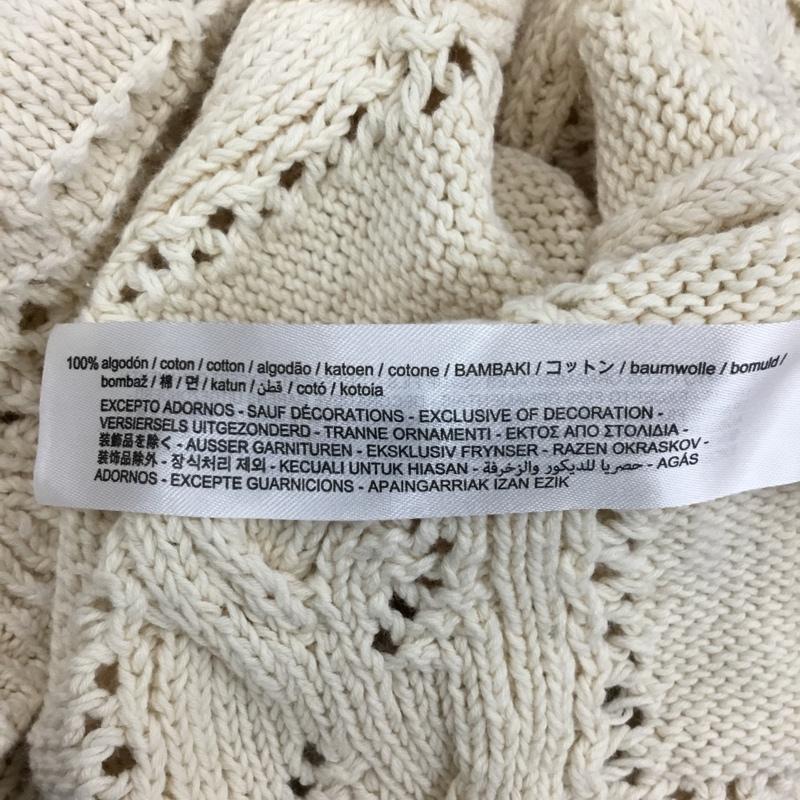 100% algodón / coton / cotton / algodão / katoen / cotone / BAMBAKI / コットン / baumwolle / bomuld /
bombaž / 棉 / 면 / katun / قطن / cotó / kotoia
EXCEPTO ADORNOS - SAUF DÉCORATIONS - EXCLUSIVE OF DECORATION -
VERSIERSELS UITGEZONDERD - TRANNE ORNAMENTI - ΕΚΤΟΣ ΑΠΟ ΣΤΟΛΙΔΙΑ -
装飾品を除く - AUSSER GARNITUREN - EKSKLUSIV FRYNSER - RAZEN OKRASKOV -
装饰品除外 - 장식처리 제외 - KECUALI UNTUK HIASAN - حصريا للديكور والزخرفة - AGÁS
ADORNOS - EXCEPTE GUARNICIONS - APAINGARRIAK IZAN EZIK